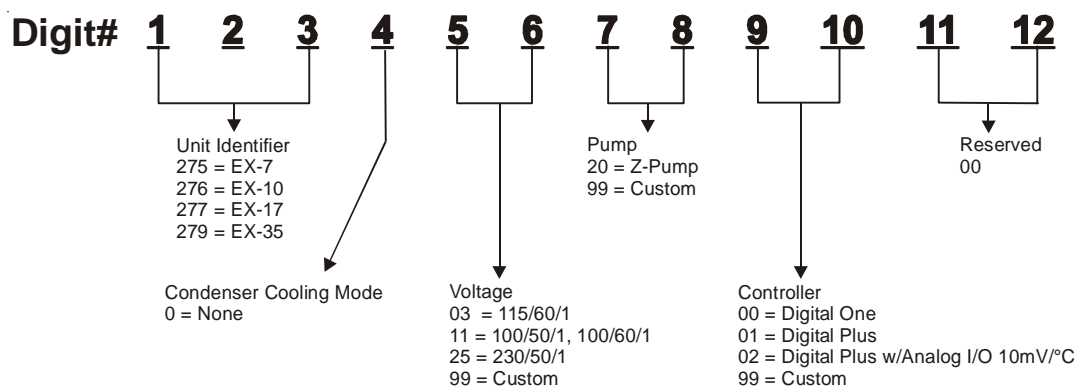 Digit# 1 2 3 4 5 6 7 8 9 10 11 12
Unit Identifier
275 = EX-7
276 = EX-10
277 = EX-17
279 = EX-35
Pump
20 = Z-Pump
99 = Custom
Reserved
00
Condenser Cooling Mode
0 = None
Voltage
03 = 115/60/1
11 = 100/50/1, 100/60/1
25 = 230/50/1
99 = Custom
Controller
00 = Digital One
01 = Digital Plus
02 = Digital Plus w/Analog I/O 10mV/°C
99 = Custom